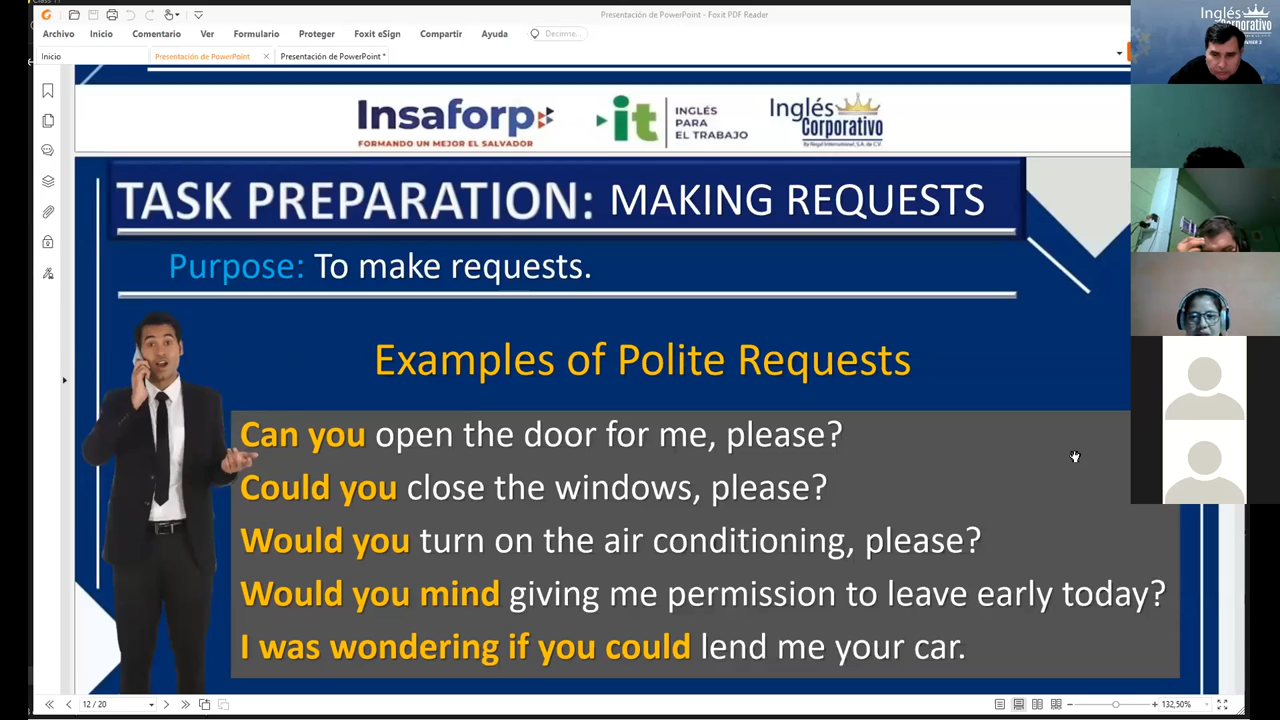 Presentación de PowerPoint - Foxit PDF Reader
Archivo Inicio Comentario Ver Formulario Proteger Foxit eSign Compartir Ayuda Decirme...
Inicio Presentación de PowerPoint × Presentación de PowerPoint *
Inglés
Corporativo
Insaforp
FORMANDO UN MEJOR EL SALVADOR
it
INGLÉS
PARA
EL TRABAJO
Inglés
Corporativo
By Regal International, S.A. de C.V.
TASK PREPARATION: MAKING REQUESTS
Purpose: To make requests.
Examples of Polite Requests
Can you open the door for me, please?
Could you close the windows, please?
Would you turn on the air conditioning, please?
Would you mind giving me permission to leave early today?
I was wondering if you could lend me your car.
12 / 20
132,50%